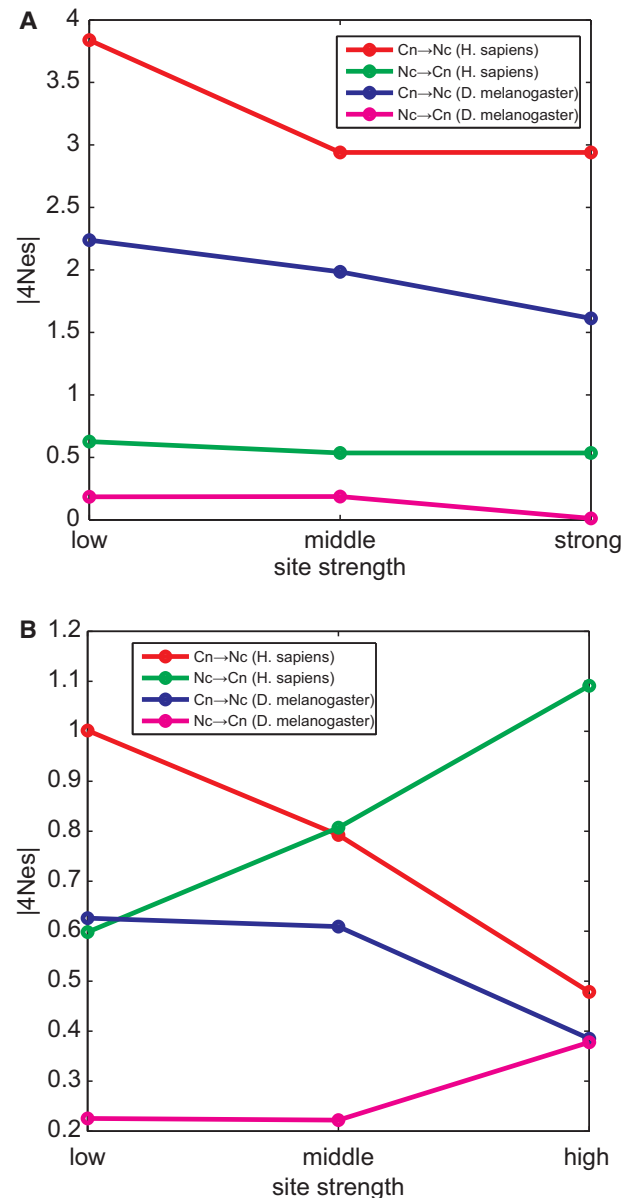 A
4
3.5
3
2.5
2
1.5
1
0.5
0
|4Nes|
Cn→Nc (H. sapiens)
Nc→Cn (H. sapiens)
Cn→Nc (D. melanogaster)
Nc→Cn (D. melanogaster)
low middle strong
site strength
B
1.2
1.1
1
0.9
0.8
0.7
0.6
0.5
0.4
0.3
0.2
|4Nes|
Cn→Nc (H. sapiens)
Nc→Cn (H. sapiens)
Cn→Nc (D. melanogaster)
Nc→Cn (D. melanogaster)
low middle high
site strength